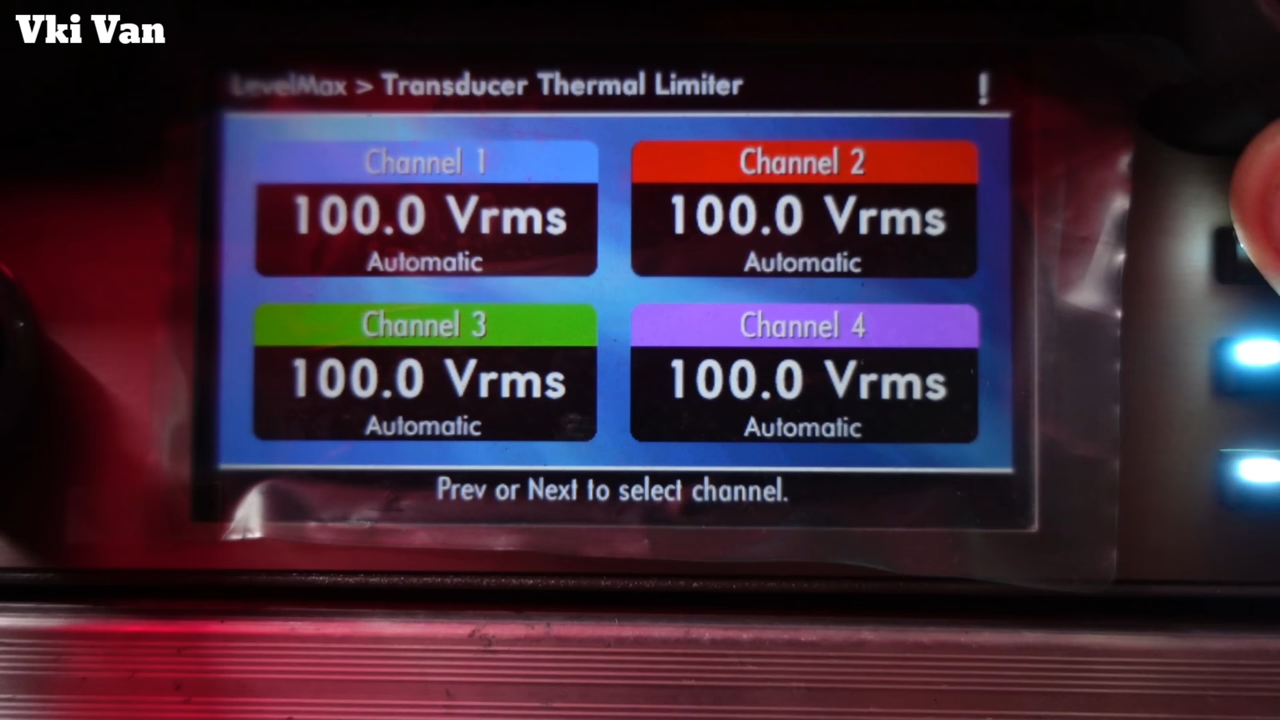 Vki Van
LevelMax > Transducer Thermal Limiter !
Channel 1
100.0 Vrms
Automatic
Channel 2
100.0 Vrms
Automatic
Channel 3
100.0 Vrms
Automatic
Channel 4
100.0 Vrms
Automatic
Prev or Next to select channel.